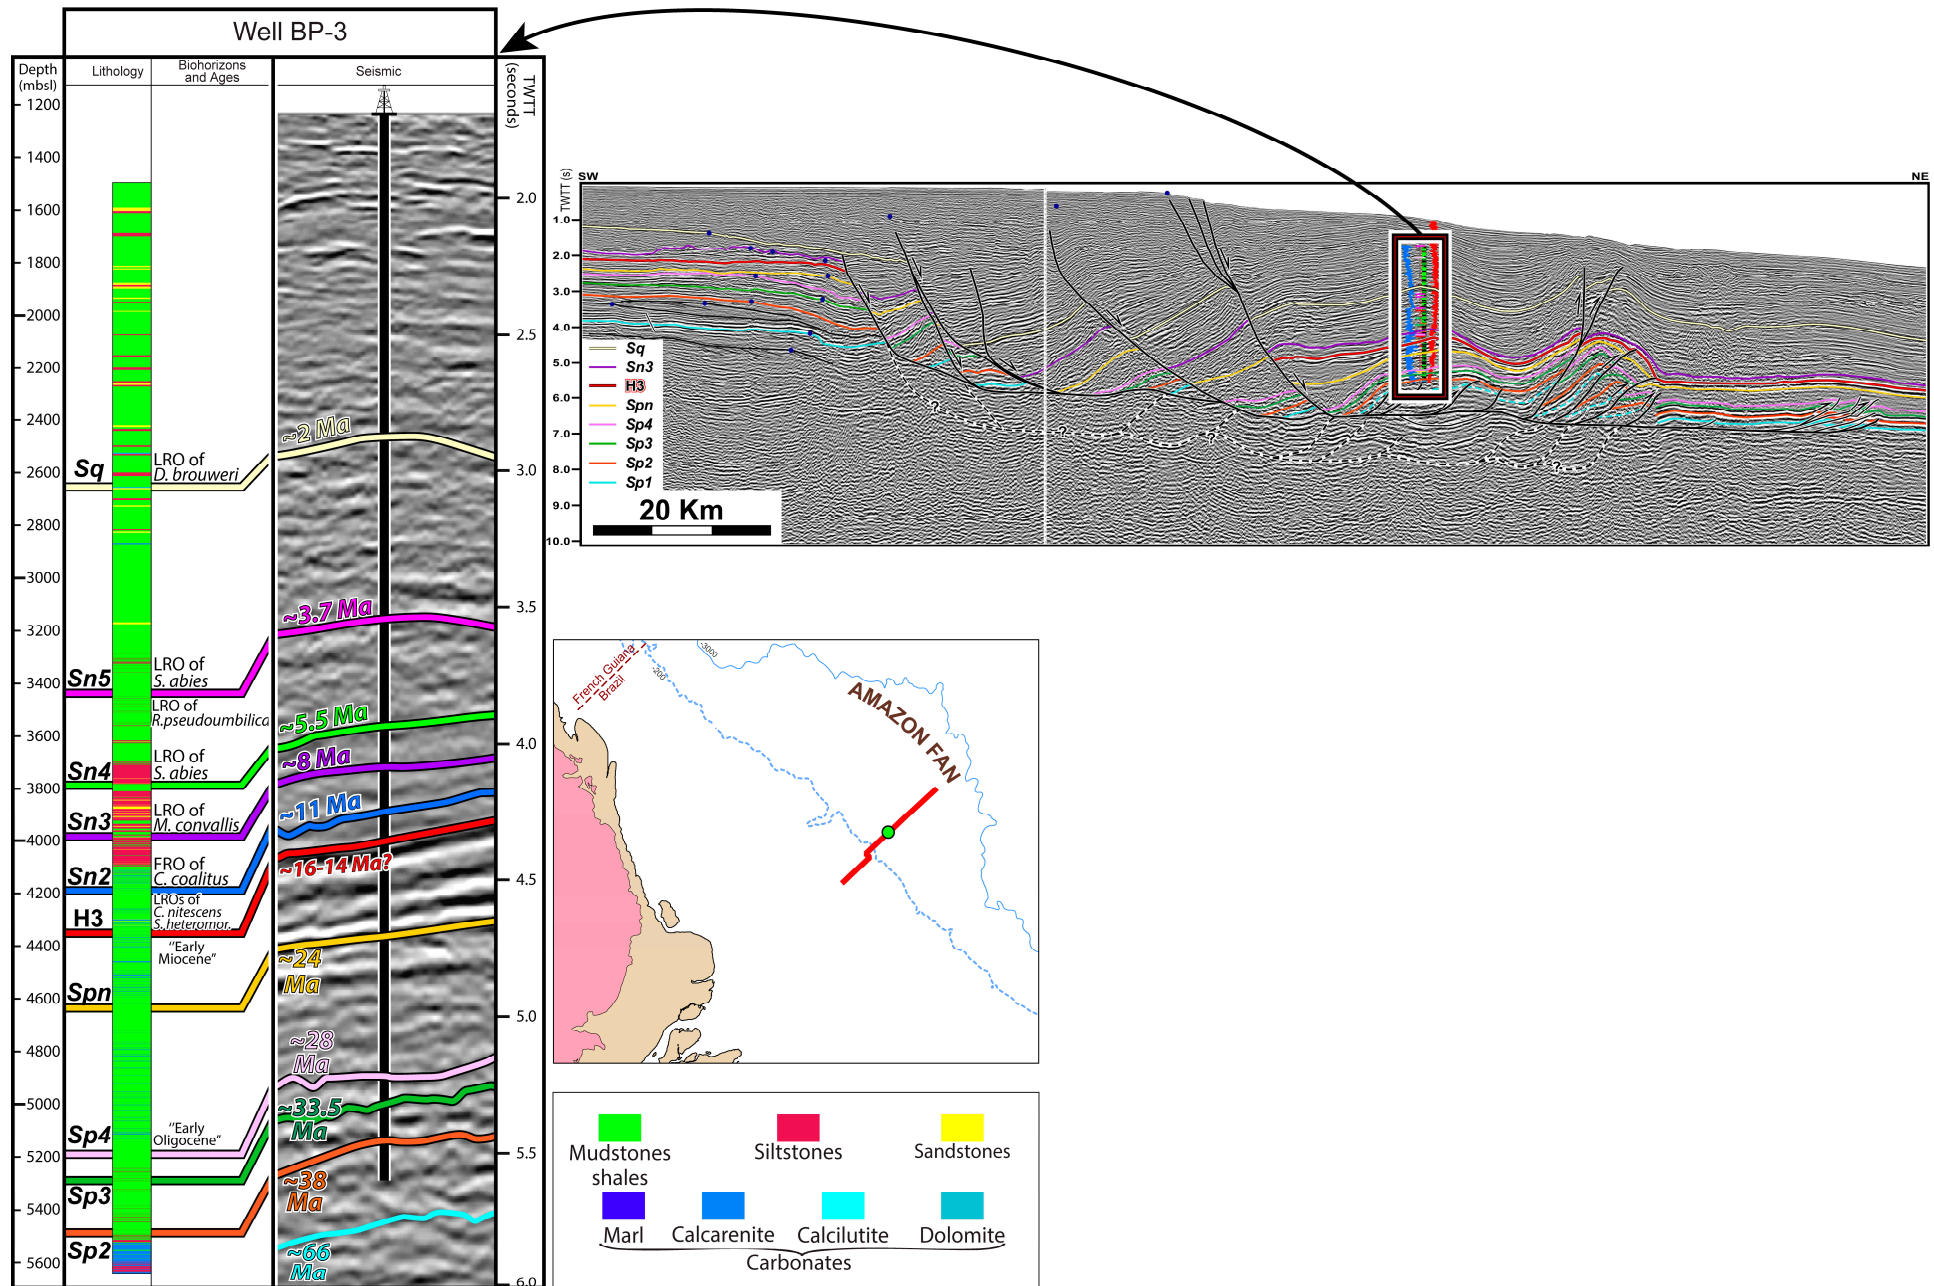 Well BP-3
Depth
(mbsl)
Lithology
Biohorizons
and Ages
Seismic
TWTT
(seconds)
1200
1400
1600
1800
2000
2200
2400
2600
2800
3000
3200
3400
3600
3800
4000
4200
4400
4600
4800
5000
5200
5400
5600
Sq
Sn5
Sn4
Sn3
Sn2
H3
Spn
Sp4
Sp3
Sp2
LRO of
D. brouweri
LRO of
S. abies
LRO of
R.pseudoumbilica
LRO of
S. abies
LRO of
M. convallis
FRO of
C. coalitus
LROs of
C. nitescens
S.heteromor.
"Early
Miocene"
"Early
Oligocene"
~2 Ma
~3.7 Ma
~5.5 Ma
~8 Ma
~11 Ma
~16-14 Ma?
~24
Ma
~28
Ma
~33.5
Ma
~38
Ma
~66
Ma
2.0
2.5
3.0
3.5
4.0
4.5
5.0
5.5
6.0
SW
NE
TWTT (s)
1.0
2.0
3.0
4.0
5.0
6.0
7.0
8.0
9.0
10.0
Sq
Sn3
H3
Spn
Sp4
Sp3
Sp2
Sp1
20 Km
? ? ?
French Guiana
Brazil
-200
-3000
AMAZON FAN
Mudstones
shales
Siltstones
Sandstones
Marl
Calcarenite
Calcilutite
Dolomite
Carbonates